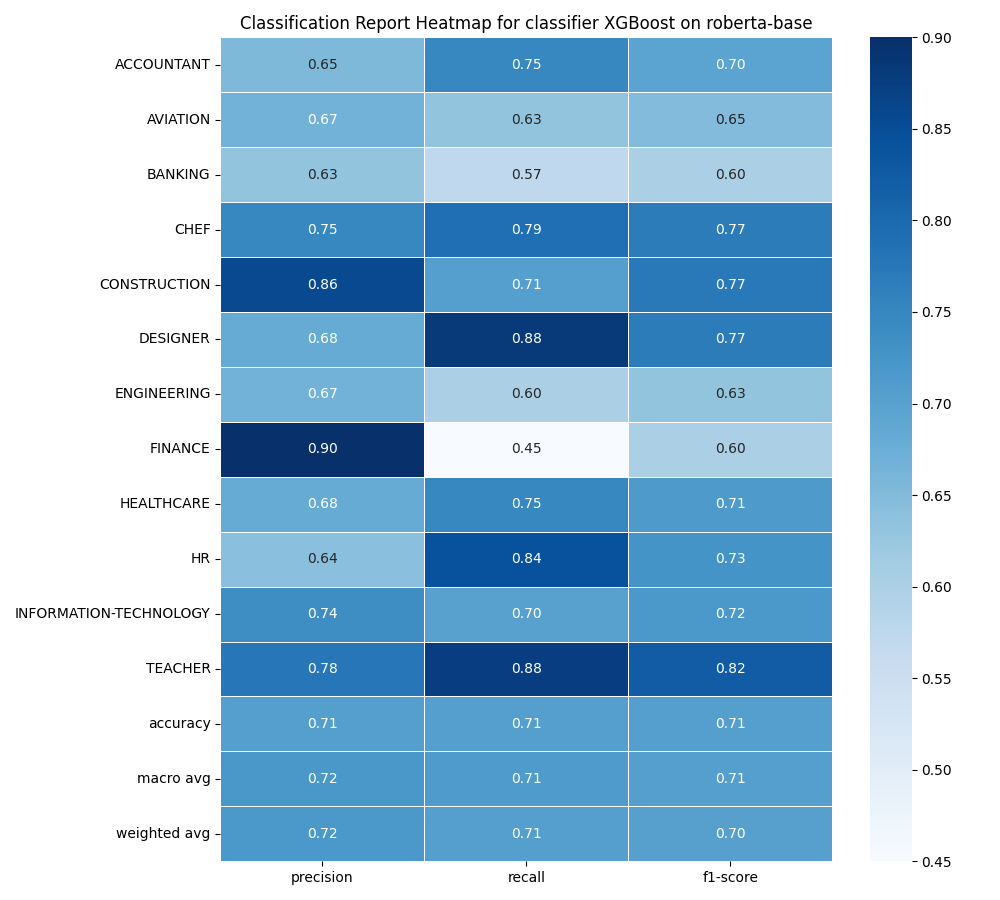 Classification Report Heatmap for classifier XGBoost on roberta-base
ACCOUNTANT 0.65 0.75 0.70
AVIATION 0.67 0.63 0.65
BANKING 0.63 0.57 0.60
CHEF 0.75 0.79 0.77
CONSTRUCTION 0.86 0.71 0.77
DESIGNER 0.68 0.88 0.77
ENGINEERING 0.67 0.60 0.63
FINANCE 0.90 0.45 0.60
HEALTHCARE 0.68 0.75 0.71
HR 0.64 0.84 0.73
INFORMATION-TECHNOLOGY 0.74 0.70 0.72
TEACHER 0.78 0.88 0.82
accuracy 0.71 0.71 0.71
macro avg 0.72 0.71 0.71
weighted avg 0.72 0.71 0.70
precision recall f1-score
0.90
0.85
0.80
0.75
0.70
0.65
0.60
0.55
0.50
0.45